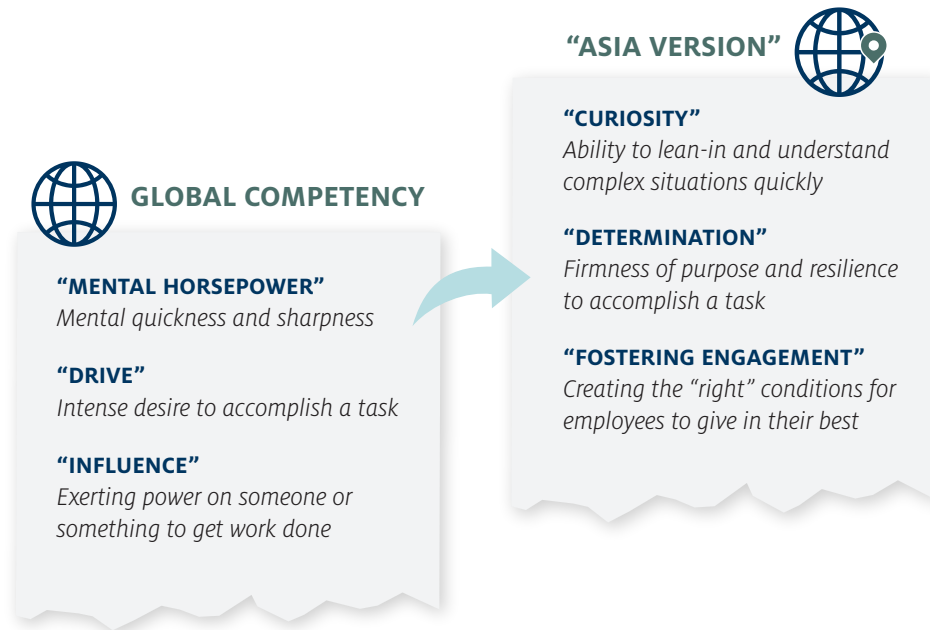 GLOBAL COMPETENCY
“MENTAL HORSEPOWER”
Mental quickness and sharpness
“DRIVE”
Intense desire to accomplish a task
“INFLUENCE”
Exerting power on someone or
something to get work done
“ASIA VERSION”
“CURIOSITY”
Ability to lean-in and understand
complex situations quickly
“DETERMINATION”
Firmness of purpose and resilience
to accomplish a task
“FOSTERING ENGAGEMENT”
Creating the “right” conditions for
employees to give in their best